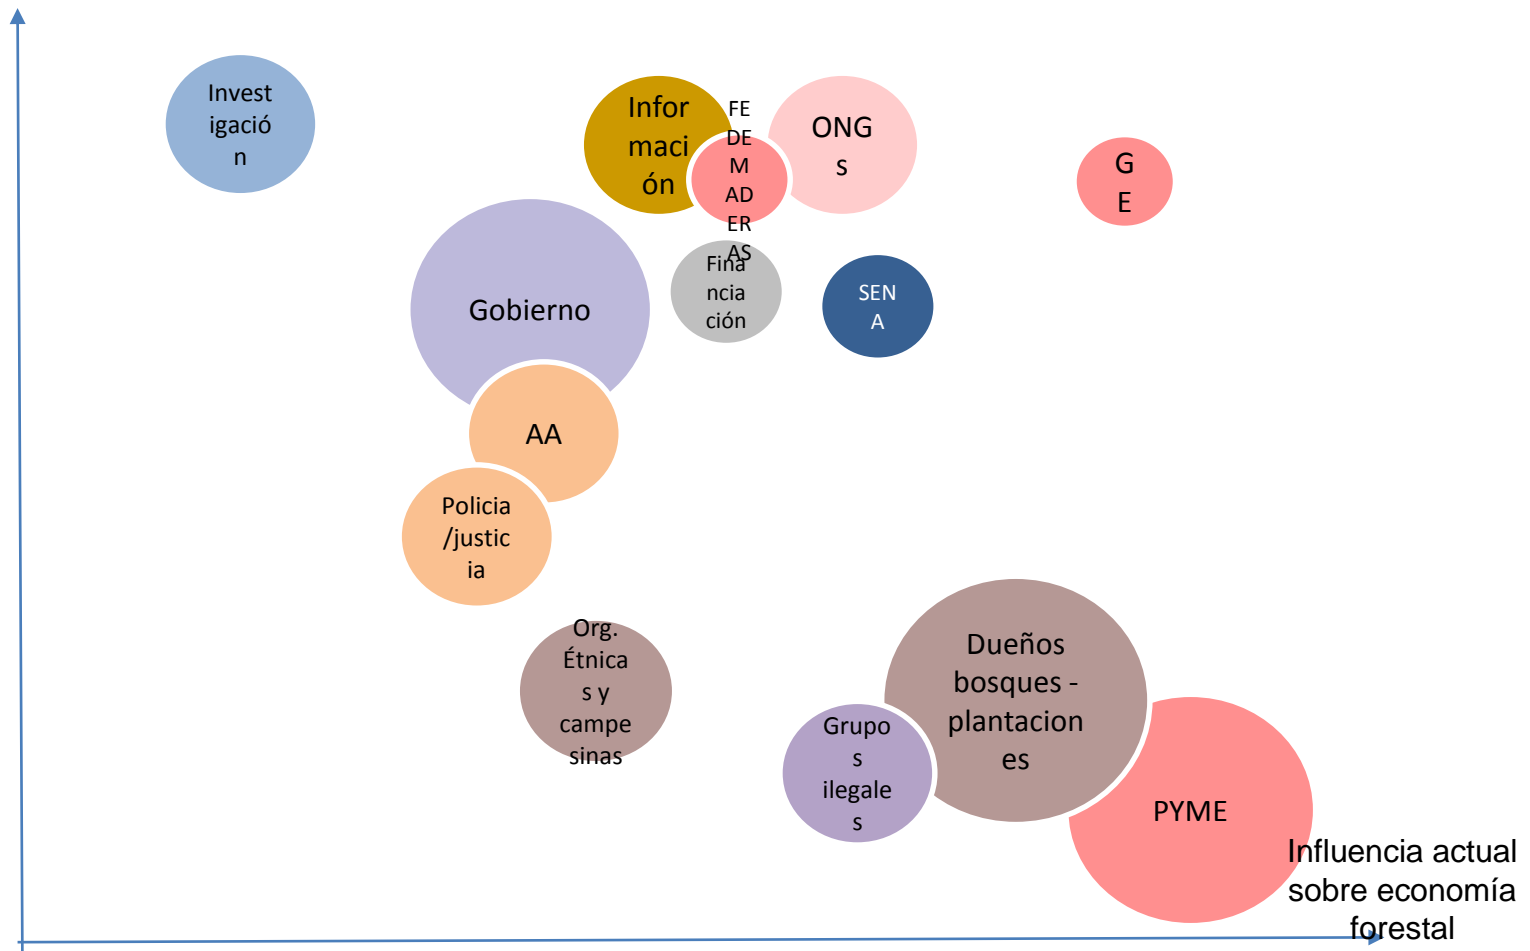 Invest
igació
n
Infor
maci
ón
FE
DE
M
AD
ER
AS
ONG
s
G
E
Gobierno
Fina
ncia
ción
SEN
A
AA
Policia
/justic
ia
Org.
Étnica
s y
campe
sinas
Dueños
bosques -
plantacion
es
Grupo
s
ilegale
s
PYME
Influencia actual
sobre economía
forestal